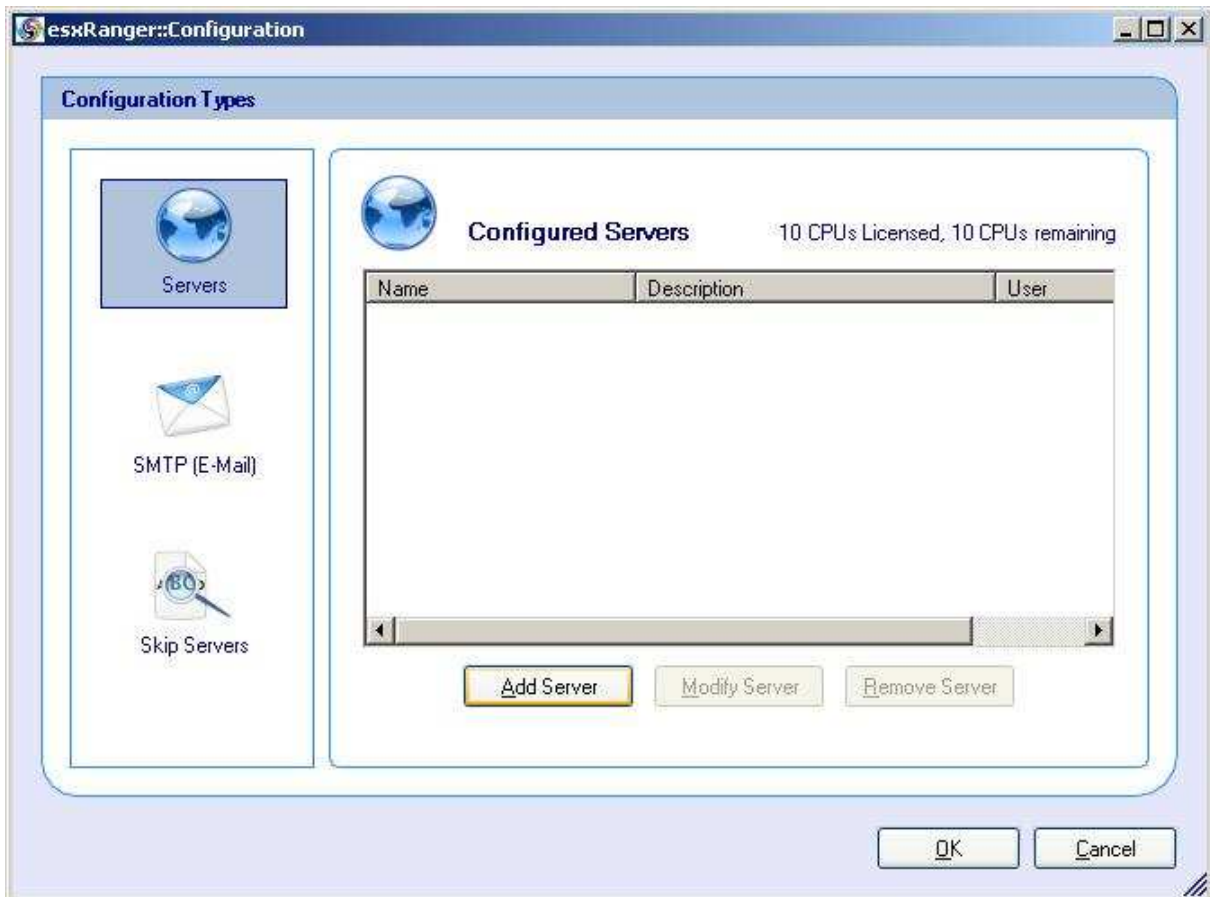 esxRanger::Configuration
Configuration Types
Servers
SMTP (E-Mail)
Skip Servers
Configured Servers
10 CPUs Licensed, 10 CPUs remaining
Name Description User
Add Server Modify Server Remove Server
OK Cancel